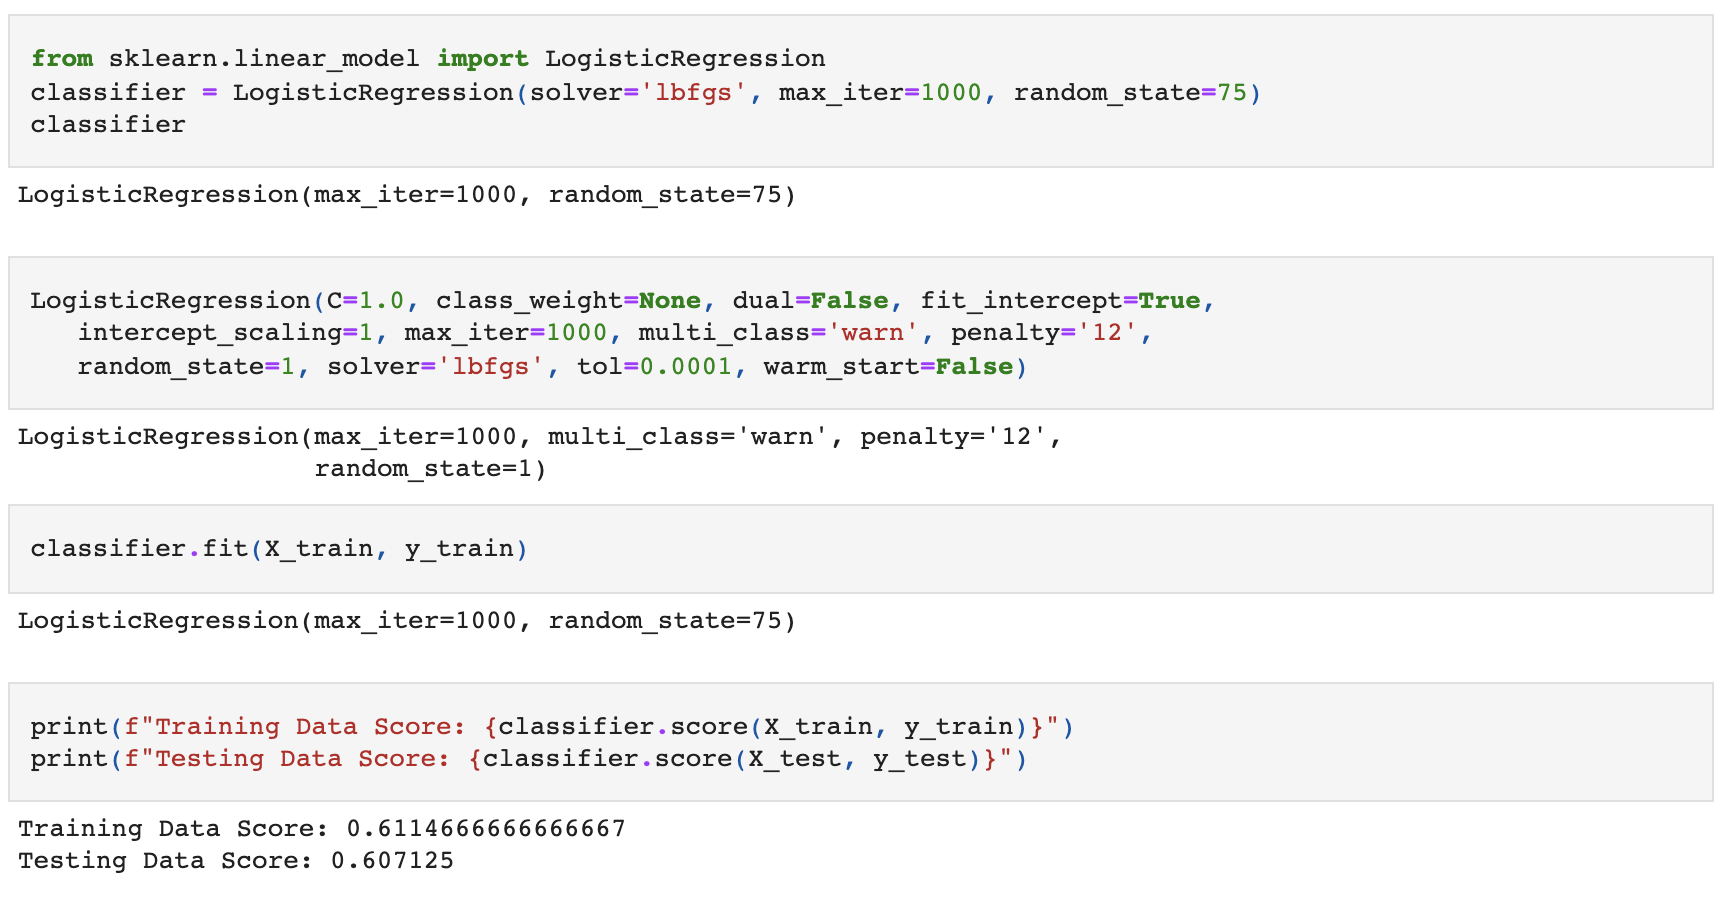 from sklearn.linear_model import LogisticRegression
classifier = LogisticRegression(solver='lbfgs', max_iter=1000, random_state=75)
classifier
LogisticRegression(max_iter=1000, random_state=75)
LogisticRegression(C=1.0, class_weight=None, dual=False, fit_intercept=True,
   intercept_scaling=1, max_iter=1000, multi_class='warn', penalty='12',
   random_state=1, solver='lbfgs', tol=0.0001, warm_start=False)
LogisticRegression(max_iter=1000, multi_class='warn', penalty='12',
                   random_state=1)
classifier.fit(X_train, y_train)
LogisticRegression(max_iter=1000, random_state=75)
print(f"Training Data Score: {classifier.score(X_train, y_train)}")
print(f"Testing Data Score: {classifier.score(X_test, y_test)}")
Training Data Score: 0.6114666666666667
Testing Data Score: 0.607125